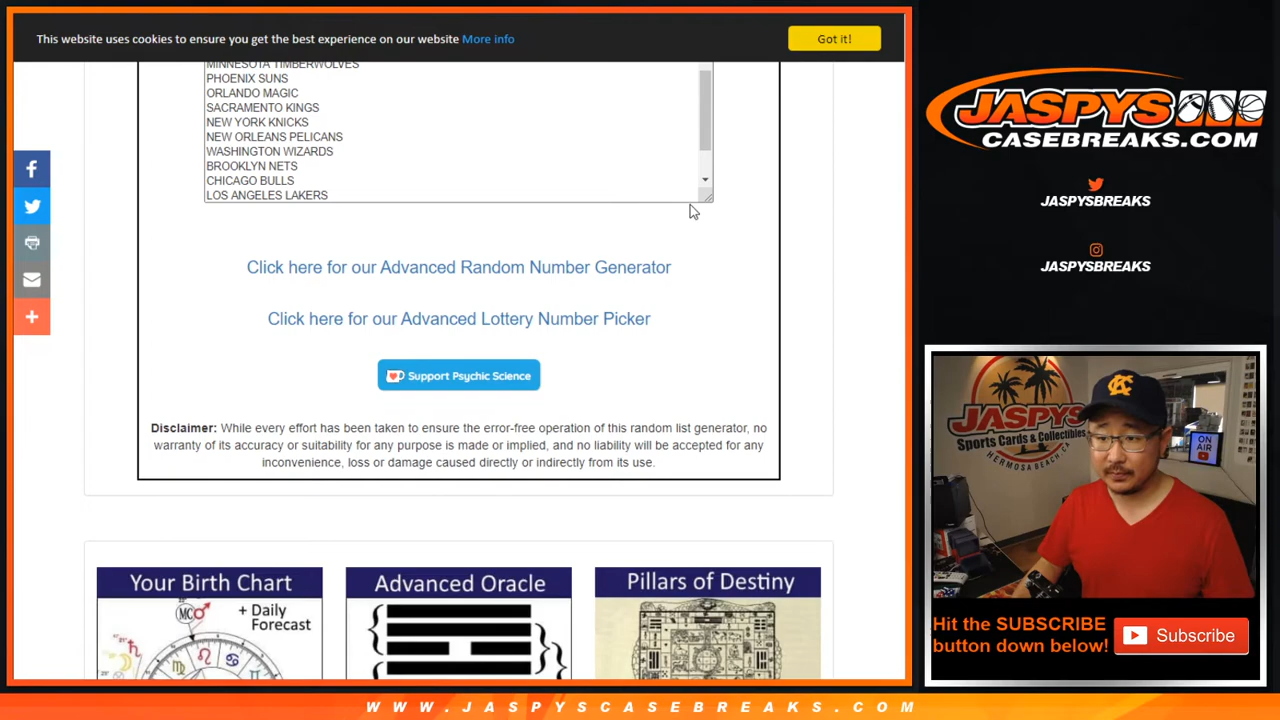 This website uses cookies to ensure you get the best experience on our website More info
Got it!
MINNESOTA TIMBERWOLVES
PHOENIX SUNS
ORLANDO MAGIC
SACRAMENTO KINGS
NEW YORK KNICKS
NEW ORLEANS PELICANS
WASHINGTON WIZARDS
BROOKLYN NETS
CHICAGO BULLS
LOS ANGELES LAKERS
Click here for our Advanced Random Number Generator
Click here for our Advanced Lottery Number Picker
Support Psychic Science
Disclaimer: While every effort has been taken to ensure the error-free operation of this random list generator, no
warranty of its accuracy or suitability for any purpose is made or implied, and no liability will be accepted for any
inconvenience, loss or damage caused directly or indirectly from its use.
Your Birth Chart
+ Daily
Forecast
MC
Advanced Oracle
Pillars of Destiny
JASPYS
CASEBREAKS.COM
JASPYSBREAKS
JASPYSBREAKS
JASPYS
Sports Cards & Collectibles
HERMOSA BEACH, CA
ON
AIR
Hit the SUBSCRIBE
button down below!
Subscribe
WWW.JASPYSCASEBREAKS.COM